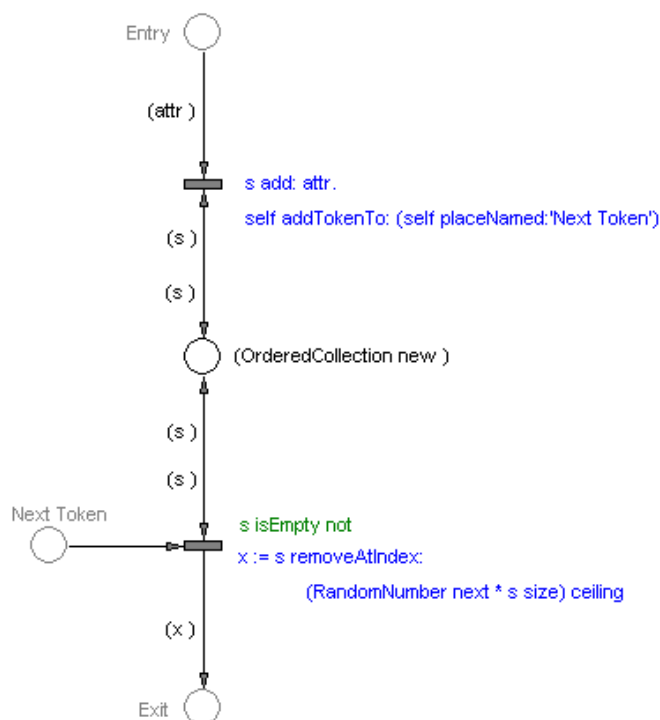 Entry
(attr )
s add: attr.
self addTokenTo: (self placeNamed:'Next Token')
(s )
(s )
(OrderedCollection new )
(s )
(s )
Next Token
s isEmpty not
x := s removeAtIndex:
(RandomNumber next * s size) ceiling
(x )
Exit